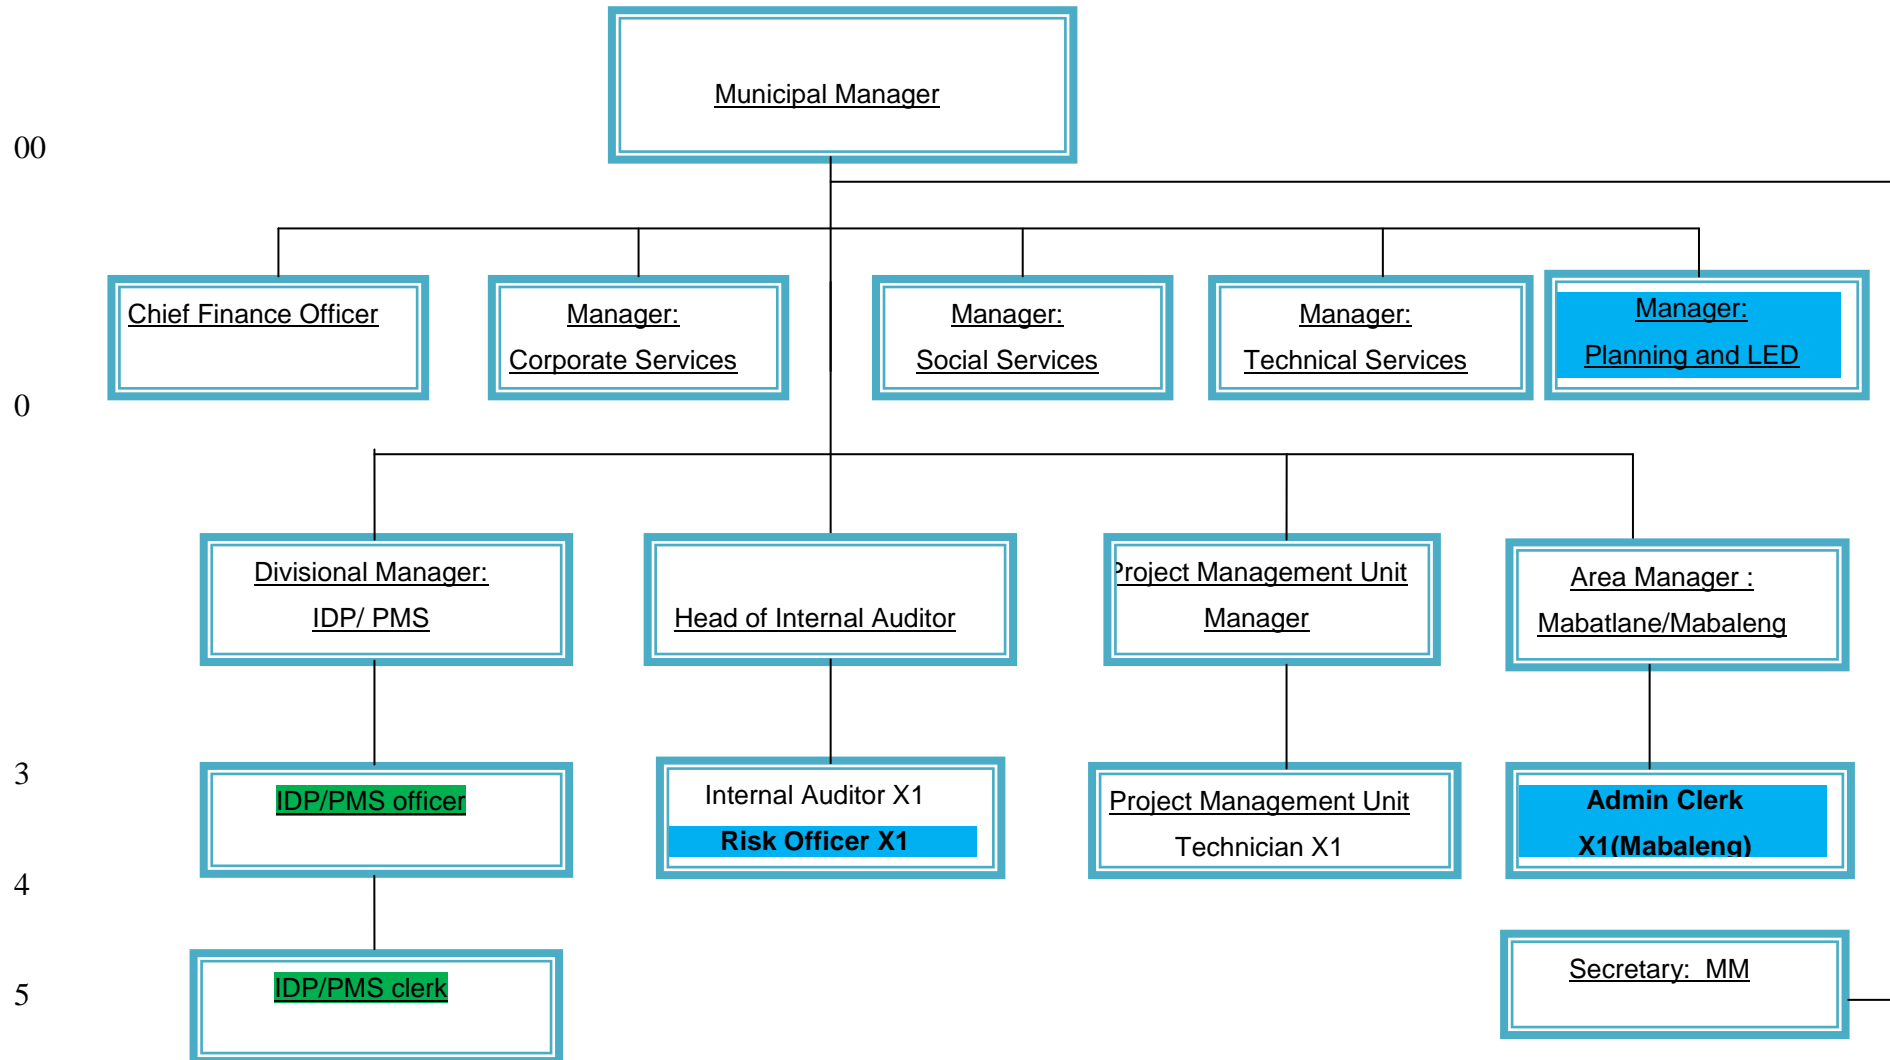 Municipal Manager
00
Chief Finance Officer
Manager:
Corporate Services
Manager:
Social Services
Manager:
Technical Services
Manager:
Planning and LED
0
Divisional Manager:
IDP/ PMS
Head of Internal Auditor
Project Management Unit
Manager
Area Manager :
Mabatlane/Mabaleng
3
IDP/PMS officer
Internal Auditor X1
Risk Officer X1
Project Management Unit
Technician X1
Admin Clerk
X1(Mabaleng)
4
IDP/PMS clerk
Secretary:  MM
5